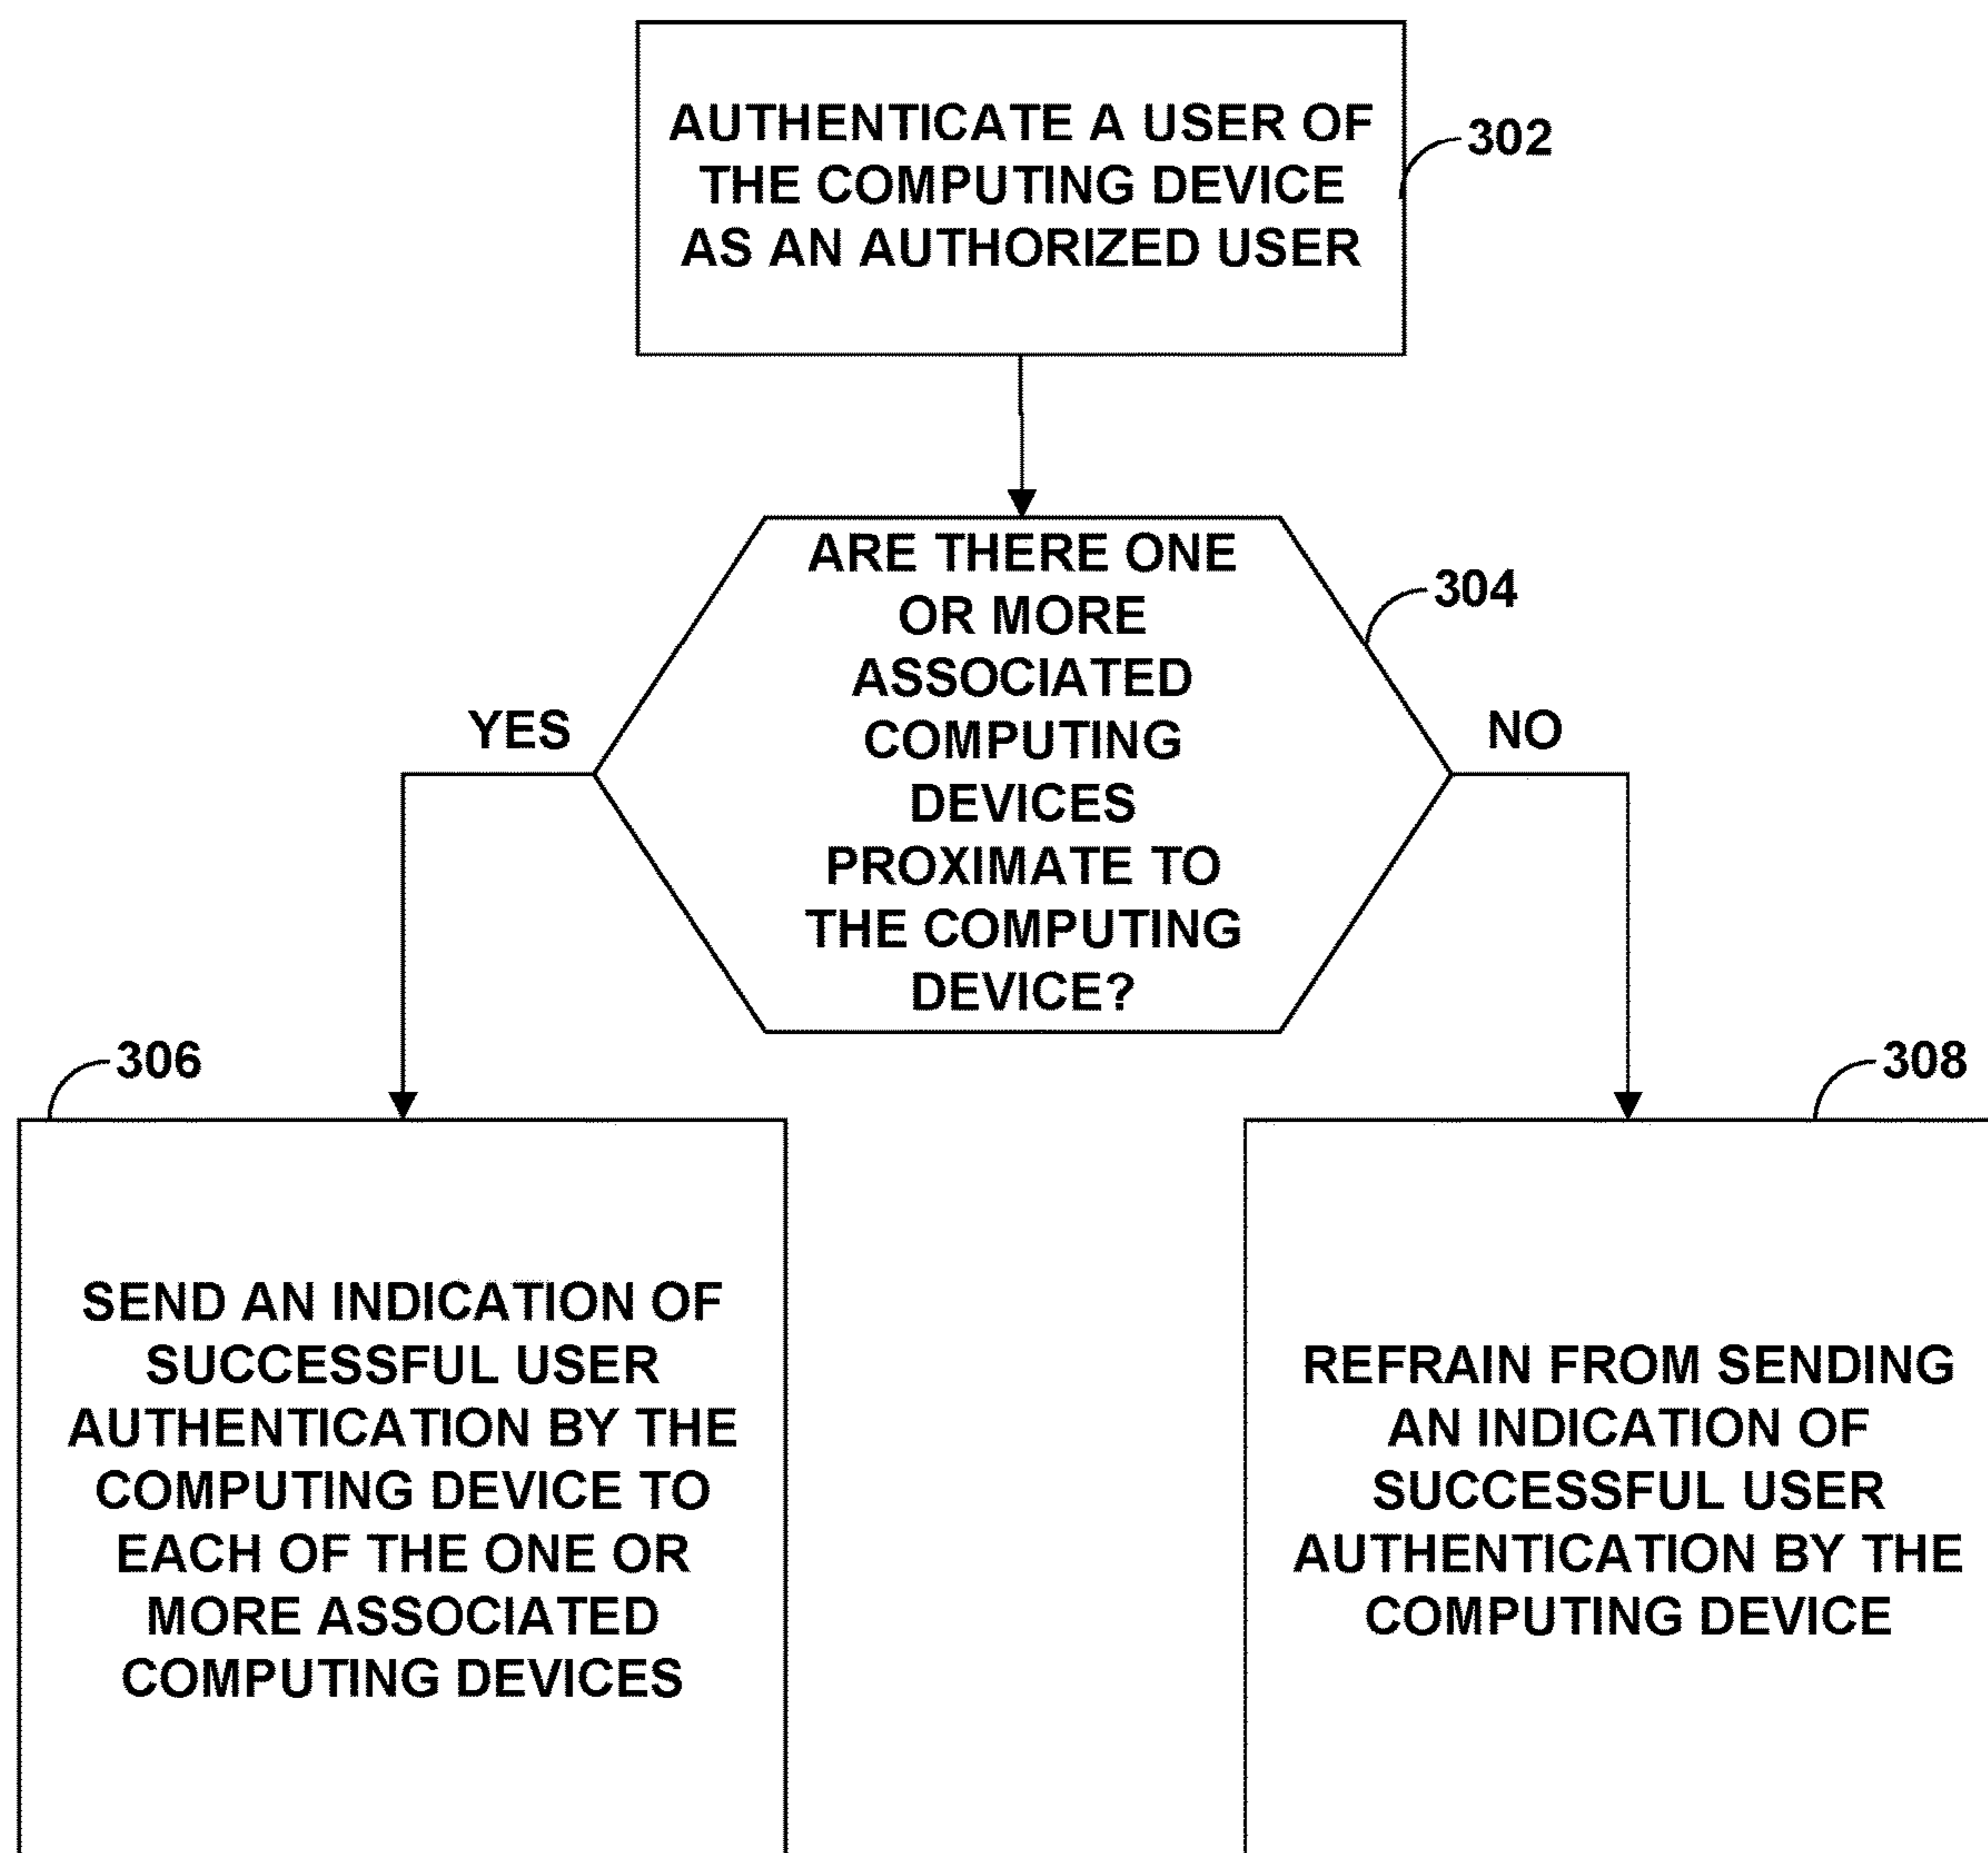 AUTHENTICATE A USER OF
THE COMPUTING DEVICE
AS AN AUTHORIZED USER
302
ARE THERE ONE
OR MORE
ASSOCIATED
COMPUTING
DEVICES
PROXIMATE TO
THE COMPUTING
DEVICE?
304
YES
NO
306
SEND AN INDICATION OF
SUCCESSFUL USER
AUTHENTICATION BY THE
COMPUTING DEVICE TO
EACH OF THE ONE OR
MORE ASSOCIATED
COMPUTING DEVICES
308
REFRAIN FROM SENDING
AN INDICATION OF
SUCCESSFUL USER
AUTHENTICATION BY THE
COMPUTING DEVICE